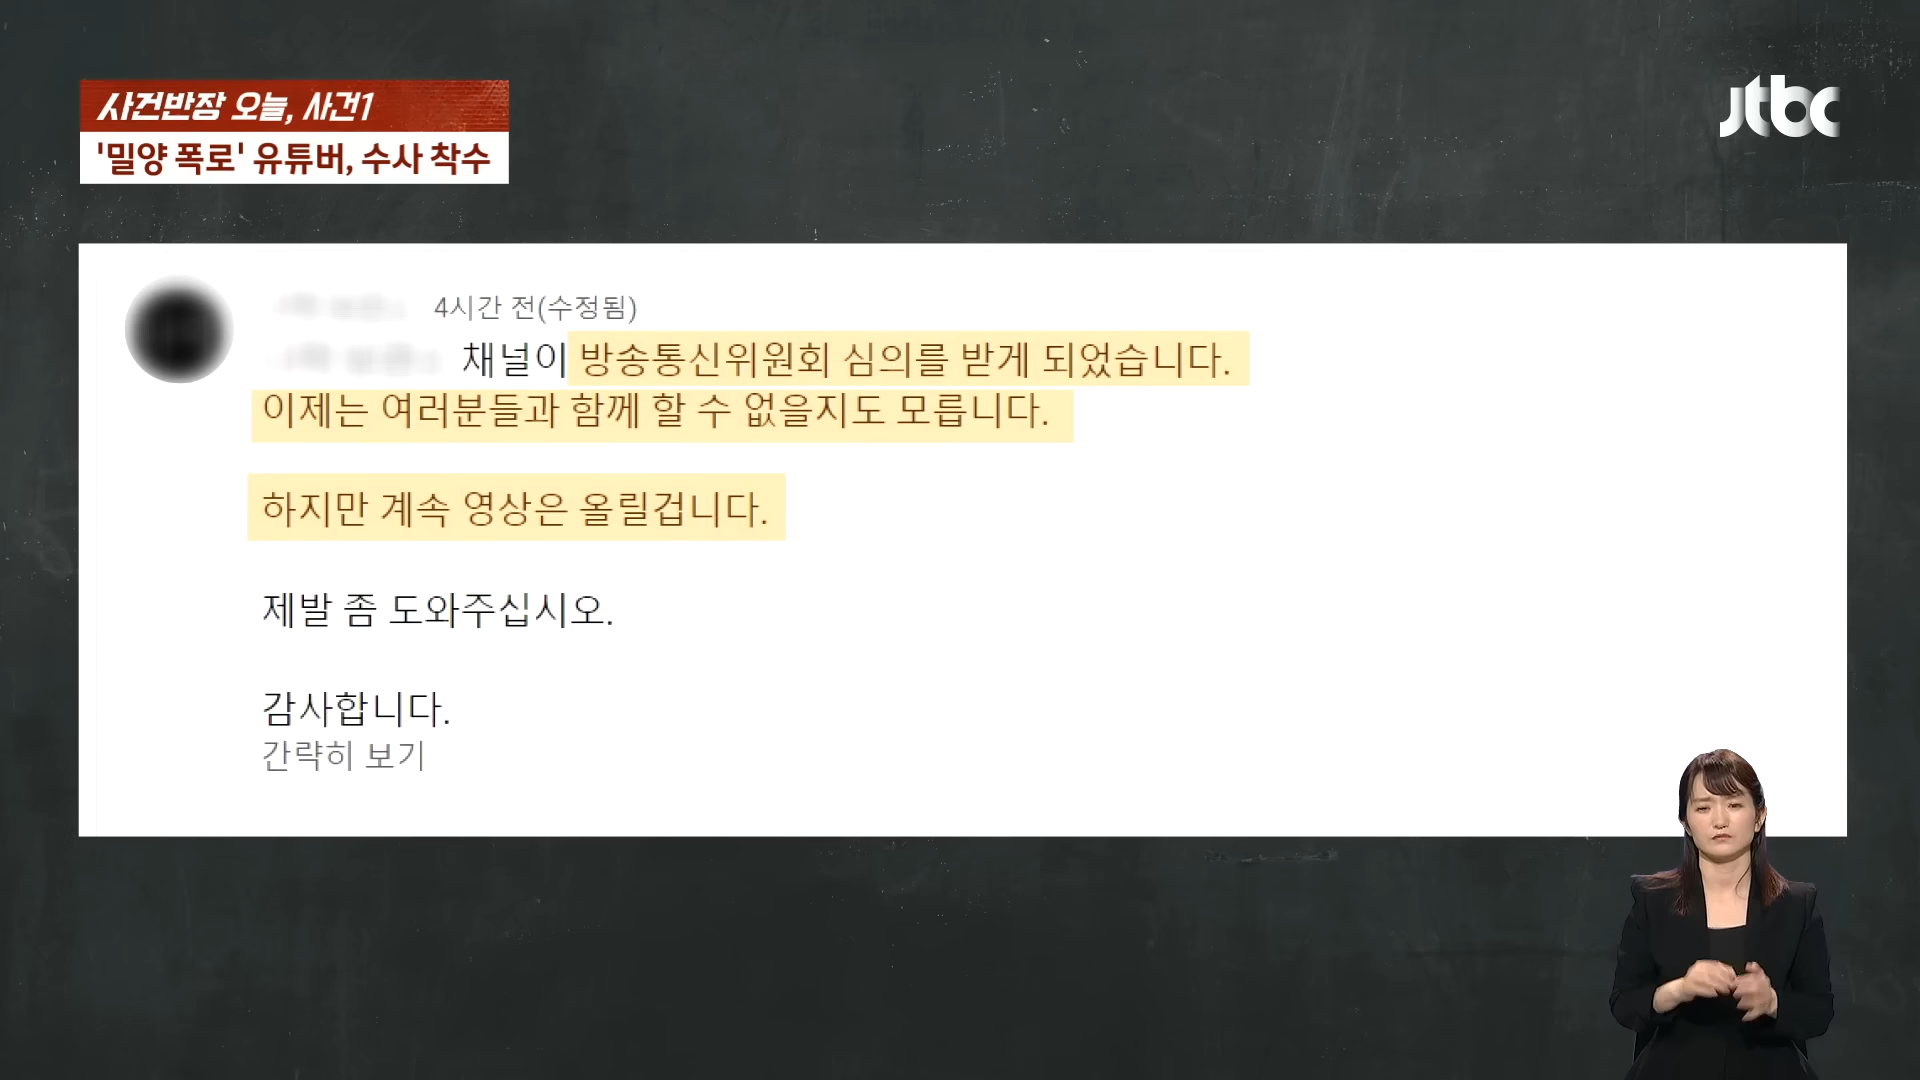 사건반장 오늘, 사건1
'밀양 폭로' 유튜버, 수사 착수
jtbc
4시간 전(수정됨)
채널이 방송통신위원회 심의를 받게 되었습니다.
이제는 여러분들과 함께 할 수 없을지도 모릅니다.
하지만 계속 영상은 올릴겁니다.
제발 좀 도와주십시오.
감사합니다.
간략히 보기